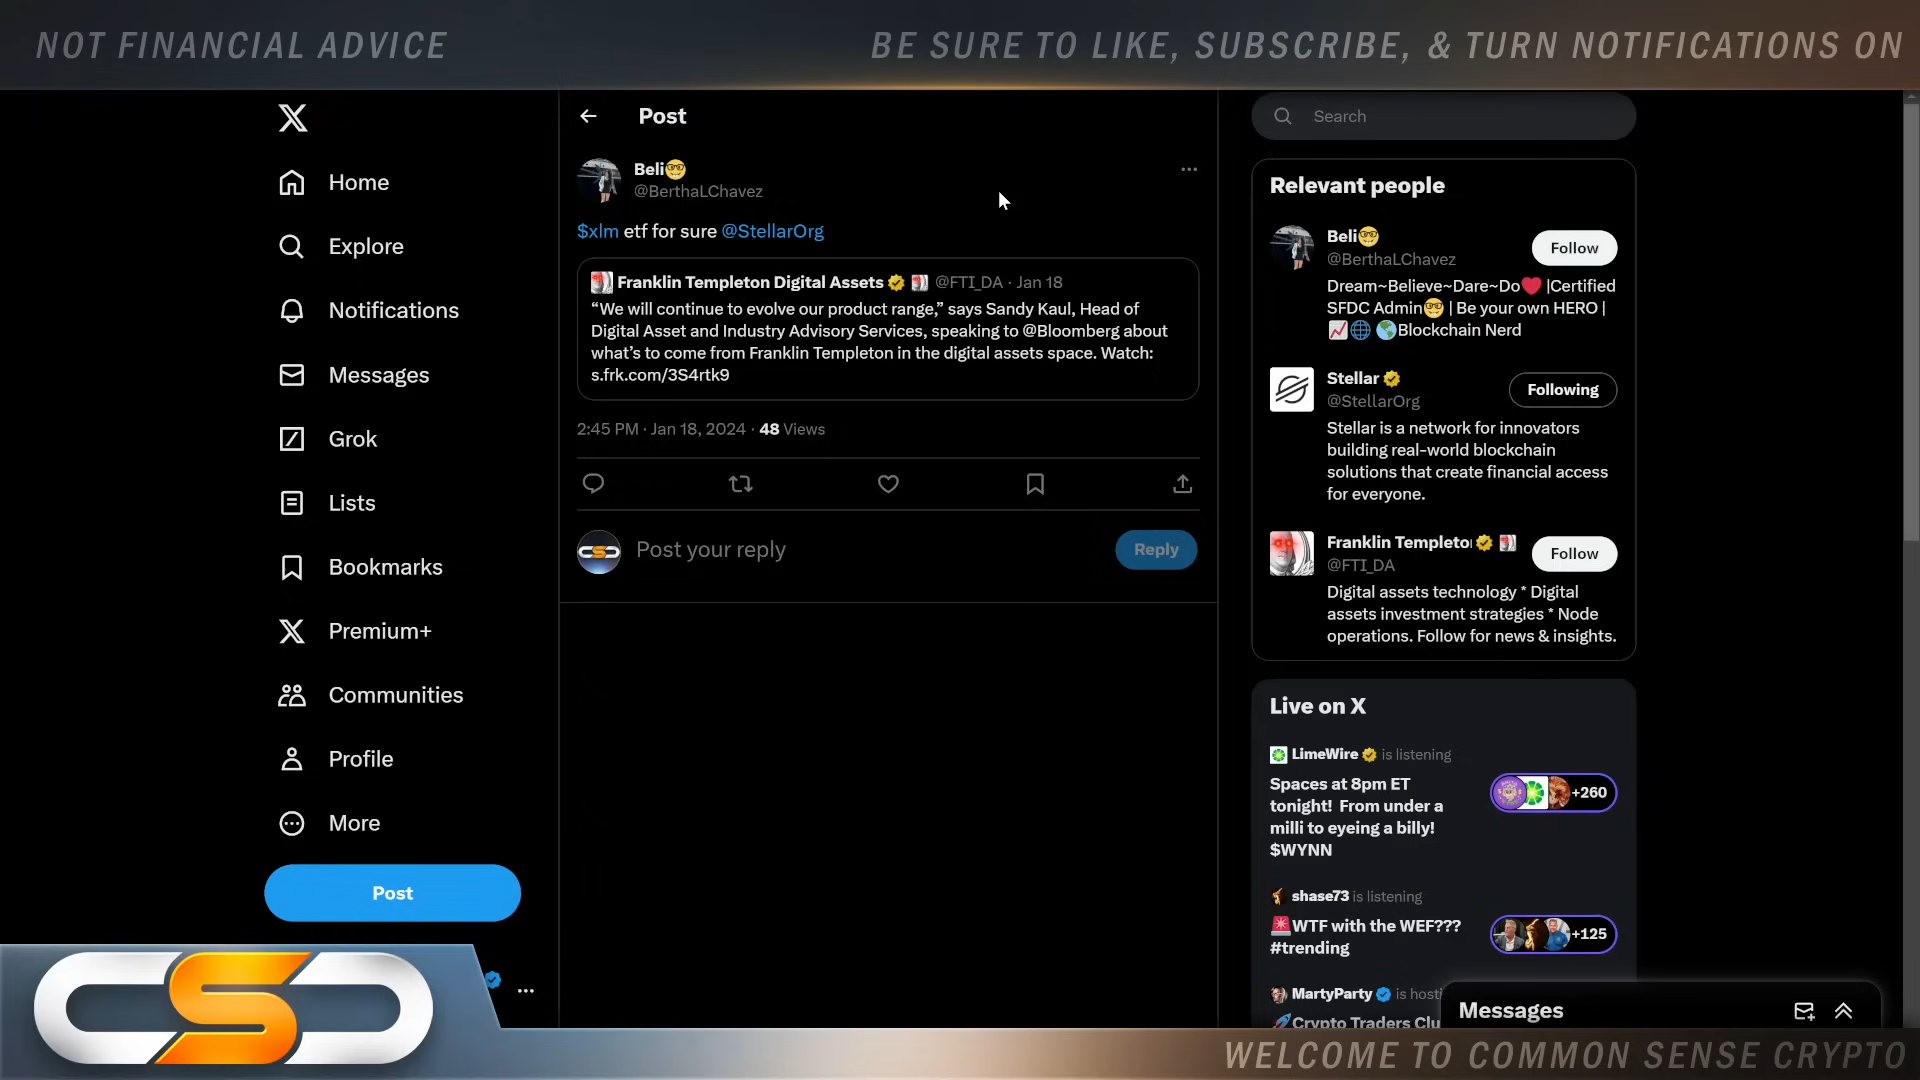 NOT FINANCIAL ADVICE
BE SURE TO LIKE, SUBSCRIBE, & TURN NOTIFICATIONS ON
Home
Explore
Notifications
Messages
Grok
Lists
Bookmarks
Premium+
Communities
Profile
More
Post
Post
Beli🤓
@BerthaLChavez
$xlm etf for sure @StellarOrg
Franklin Templeton Digital Assets @FTI_DA · Jan 18
“We will continue to evolve our product range,” says Sandy Kaul, Head of
Digital Asset and Industry Advisory Services, speaking to @Bloomberg about
what’s to come from Franklin Templeton in the digital assets space. Watch:
s.frk.com/3S4rtk9
2:45 PM · Jan 18, 2024 · 48 Views
Post your reply
Reply
Search
Relevant people
Beli🤓
@BerthaLChavez
Follow
Dream~Believe~Dare~Do❤️ |Certified
SFDC Admin🤓 | Be your own HERO |
📈🌐 🌎Blockchain Nerd
Stellar
@StellarOrg
Following
Stellar is a network for innovators
building real-world blockchain
solutions that create financial access
for everyone.
Franklin Templeto
@FTI_DA
Follow
Digital assets technology * Digital
assets investment strategies * Node
operations. Follow for news & insights.
Live on X
LimeWire is listening
Spaces at 8pm ET
tonight! From under a
milli to eyeing a billy!
$WYNN
+260
shase73 is listening
🚨WTF with the WEF???
#trending
+125
MartyParty is hosti
🚀Crypto Traders Clu
Messages
CSC
WELCOME TO COMMON SENSE CRYPTO